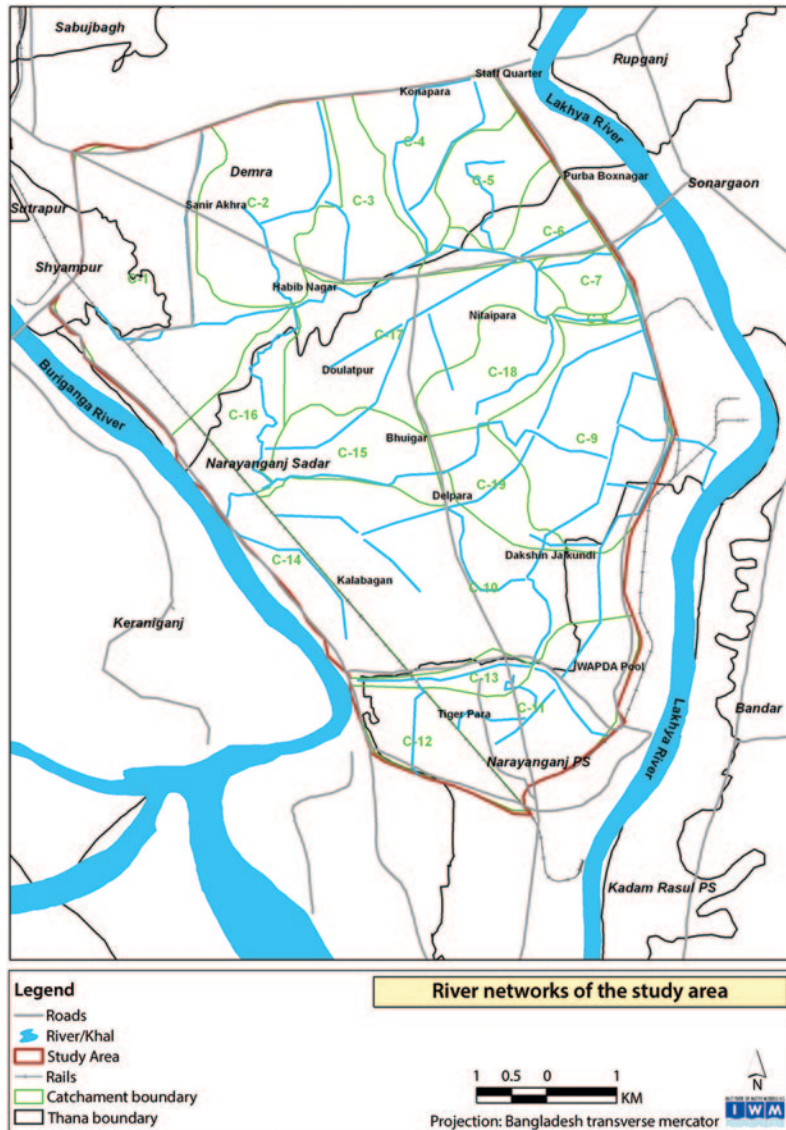 Sabujbagh
Rupganj
Staff Quarter
Konapara
Lakhya River
C-4
Demra
C-5
Purba Boxnagar
Sonargaon
Sutrapur
Sanir Akhra
C-2
C-3
C-6
Shyampur
C-1
C-7
Habib Nagar
Nitaipara
C-8
C-17
Buriganga River
Doulatpur
C-18
C-16
Bhuigar
C-9
C-15
Narayanganj Sadar
C-19
Delpara
C-14
Dakshin Jalkundi
Kalabagan
C-10
Keraniganj
C-13
WAPDA Pool
Lakhya River
Bandar
Tiger Para
C-11
C-12
Narayanganj PS
Kadam Rasul PS
Legend
River networks of the study area
Roads
River/Khal
Study Area
Rails
Catchament boundary
Thana boundary
1 0.5 0 1
KM
N
Projection: Bangladesh transverse mercator
IWM